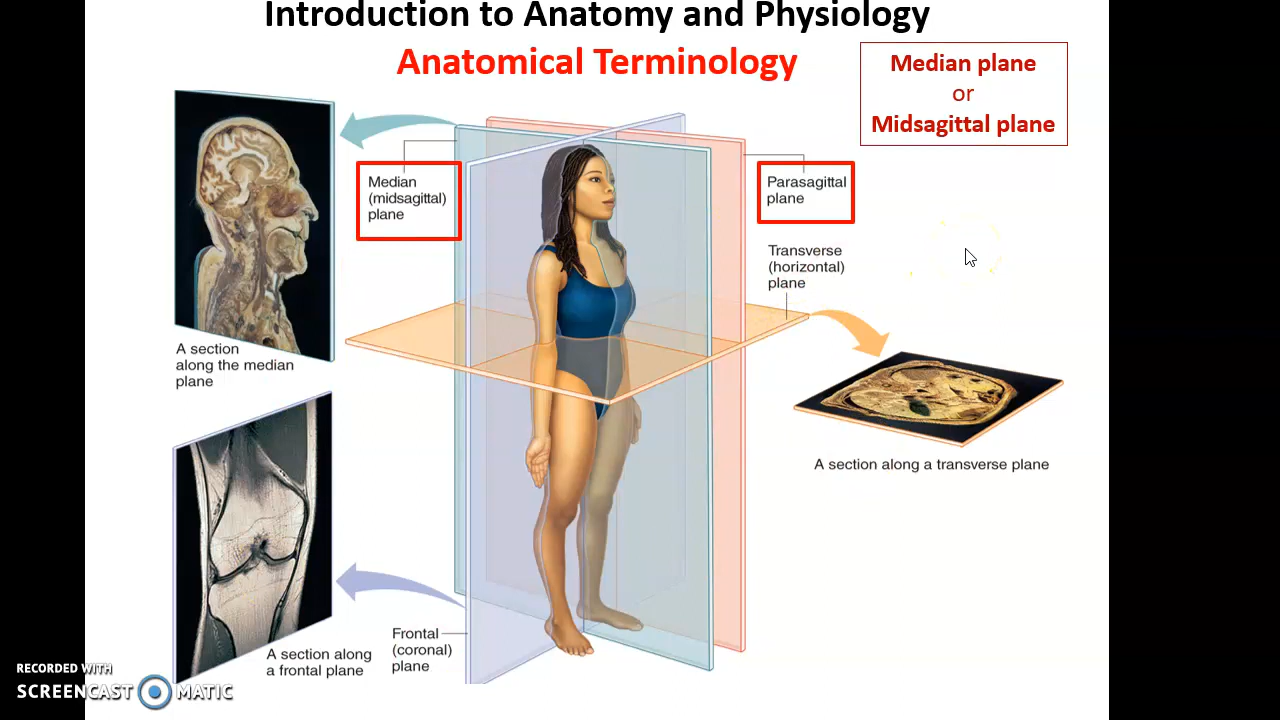 Introduction to Anatomy and Physiology
Anatomical Terminology
Median plane
or
Midsagittal plane
Median
(midsagittal)
plane
Parasagittal
plane
Transverse
(horizontal)
plane
A section
along the median
plane
A section along a transverse plane
Frontal
(coronal)
plane
A section along
a frontal plane
RECORDED WITH
SCREENCAST MATIC